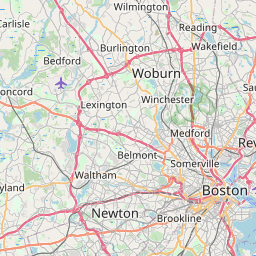 Wilmington
Carlisle
Reading
Burlington
Wakefield
Bedford
Woburn
Concord
Lexington
Winchester
Medford
Belmont
Somerville
Waltham
Boston
Newton
Brookline